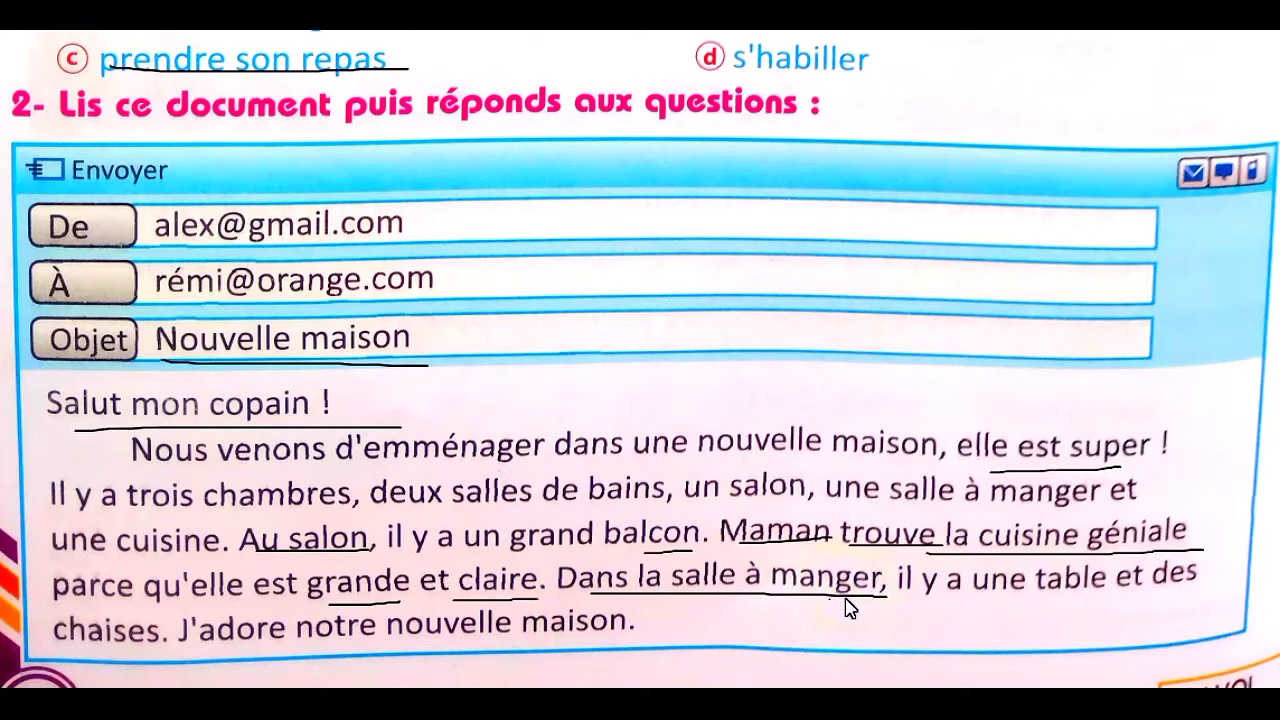 c prendre son repas
d s'habiller
2- Lis ce document puis réponds aux questions :
Envoyer
De alex@gmail.com
À rémi@orange.com
Objet Nouvelle maison
Salut mon copain !
Nous venons d'emménager dans une nouvelle maison, elle est super !
Il y a trois chambres, deux salles de bains, un salon, une salle à manger et
une cuisine. Au salon, il y a un grand balcon. Maman trouve la cuisine géniale
parce qu'elle est grande et claire. Dans la salle à manger, il y a une table et des
chaises. J'adore notre nouvelle maison.